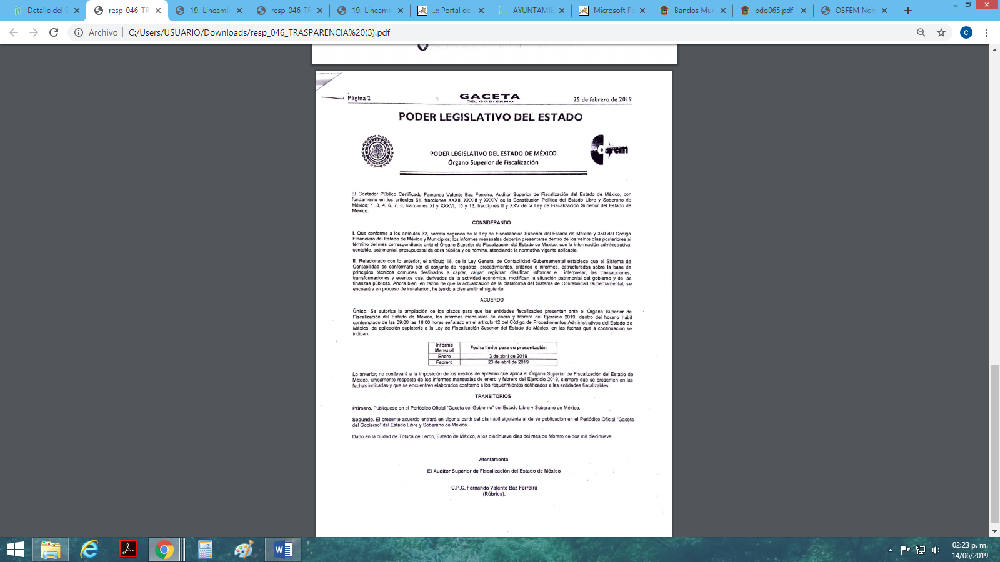 Detalle del S
resp_046_T
19.-Lineami
resp_046_TR
19.-Lineami
..:: Portal de
AYUNTAMIE
Microsoft Po
Bandos Mun
bdo065.pdf
OSFEM Nor
Archivo | C:/Users/USUARIO/Downloads/resp_046_TRASPARENCIA%20(3).pdf
C
Página 2
GACETA
DEL GOBIERNO
25 de febrero de 2019
PODER LEGISLATIVO DEL ESTADO
PODER LEGISLATIVO DEL ESTADO DE MÉXICO
Órgano Superior de Fiscalización
Osfem
El Contador Público Certificado Fernando Valente Baz Ferreira, Auditor Superior de Fiscalización del Estado de México, con
fundamento en los artículos 61, fracciones XXXII, XXXIII y XXXIV de la Constitución Política del Estado Libre y Soberano de
México; 1, 3, 4, 6, 7, 8, fracciones XI y XXXVI, 10 y 13, fracciones II y XXV de la Ley de Fiscalización Superior del Estado de
México:
CONSIDERANDO
I. Que conforme a los artículos 32, párrafo segundo de la Ley de Fiscalización Superior del Estado de México y 350 del Código
Financiero del Estado de México y Municipios; los informes mensuales deberán presentarse dentro de los veinte días posteriores al
término del mes correspondiente ante el Órgano Superior de Fiscalización del Estado de México, con la información administrativa,
contable, patrimonial, presupuestal de obra pública y de nómina, atendiendo la normativa vigente aplicable.
II. Relacionado con lo anterior, el artículo 18, de la Ley General de Contabilidad Gubernamental establece que el Sistema de
Contabilidad se conformará por el conjunto de registros, procedimientos, criterios e informes, estructurados sobre la base de
principios técnicos comunes destinados a captar, valuar, registrar, clasificar, informar e interpretar, las transacciones,
transformaciones y eventos que, derivados de la actividad económica, modifican la situación patrimonial del gobierno y de las
finanzas públicas. Ahora bien, en razón de que la actualización de la plataforma del Sistema de Contabilidad Gubernamental, se
encuentra en proceso de instalación, he tenido a bien emitir el siguiente:
ACUERDO
Único. Se autoriza la ampliación de los plazos para que las entidades fiscalizables presenten ante el Órgano Superior de
Fiscalización del Estado de México, los informes mensuales de enero y febrero del Ejercicio 2019, dentro del horario hábil
contemplado de las 09:00 las 18:00 horas señalado en el artículo 12 del Código de Procedimientos Administrativos del Estado de
México, de aplicación supletoria a la Ley de Fiscalización Superior del Estado de México, en las fechas que a continuación se
indican:
Informe Mensual Fecha límite para su presentación
Enero 3 de abril de 2019
Febrero 23 de abril de 2019
Lo anterior; no conllevará a la imposición de los medios de apremio que aplica el Órgano Superior de Fiscalización del Estado de
México, únicamente respecto de los informes mensuales de enero y febrero del Ejercicio 2019, siempre que se presenten en las
fechas indicadas y que se encuentren elaborados conforme a los requerimientos notificados a las entidades fiscalizables.
TRANSITORIOS
Primero. Publíquese en el Periódico Oficial "Gaceta del Gobierno" del Estado Libre y Soberano de México.
Segundo. El presente acuerdo entrará en vigor a partir del día hábil siguiente al de su publicación en el Periódico Oficial "Gaceta
del Gobierno" del Estado Libre y Soberano de México.
Dado en la ciudad de Toluca de Lerdo, Estado de México, a los diecinueve días del mes de febrero de dos mil diecinueve.
Atentamente
El Auditor Superior de Fiscalización del Estado de México
C.P.C. Fernando Valente Baz Ferreira
(Rúbrica).
02:23 p. m.
14/06/2019